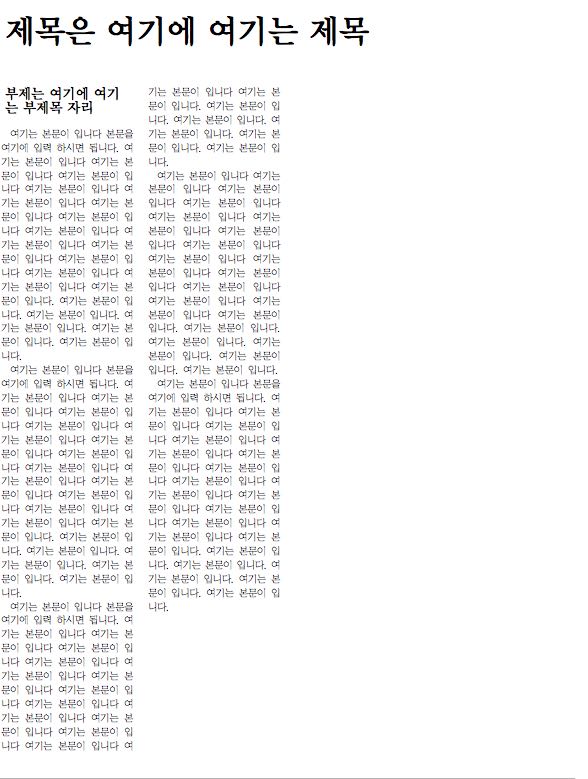 제목은 여기에 여기는 제목
부제는 여기에 여기
는 부제목 자리
여기는 본문이 입니다 본문을
여기에 입력 하시면 됩니다. 여
기는 본문이 입니다 여기는 본
문이 입니다 여기는 본문이 입
니다 여기는 본문이 입니다 여
기는 본문이 입니다 여기는 본
문이 입니다 여기는 본문이 입
니다 여기는 본문이 입니다 여
기는 본문이 입니다 여기는 본
문이 입니다 여기는 본문이 입
니다 여기는 본문이 입니다 여
기는 본문이 입니다 여기는 본
문이 입니다. 여기는 본문이 입
니다. 여기는 본문이 입니다. 여
기는 본문이 입니다. 여기는 본
문이 입니다. 여기는 본문이 입
니다.
여기는 본문이 입니다 본문을
여기에 입력 하시면 됩니다. 여
기는 본문이 입니다 여기는 본
문이 입니다 여기는 본문이 입
니다 여기는 본문이 입니다 여
기는 본문이 입니다 여기는 본
문이 입니다 여기는 본문이 입
니다 여기는 본문이 입니다 여
기는 본문이 입니다 여기는 본
문이 입니다 여기는 본문이 입
니다 여기는 본문이 입니다 여
기는 본문이 입니다 여기는 본
문이 입니다. 여기는 본문이 입
니다. 여기는 본문이 입니다. 여
기는 본문이 입니다. 여기는 본
문이 입니다. 여기는 본문이 입
니다.
여기는 본문이 입니다 본문을
여기에 입력 하시면 됩니다. 여
기는 본문이 입니다 여기는 본
문이 입니다 여기는 본문이 입
니다 여기는 본문이 입니다 여
기는 본문이 입니다 여기는 본
문이 입니다 여기는 본문이 입
니다 여기는 본문이 입니다 여
기는 본문이 입니다 여기는 본
문이 입니다 여기는 본문이 입
니다 여기는 본문이 입니다 여
기는 본문이 입니다 여기는 본
문이 입니다. 여기는 본문이 입
니다. 여기는 본문이 입니다. 여
기는 본문이 입니다. 여기는 본
문이 입니다. 여기는 본문이 입
니다.
여기는 본문이 입니다 여기는
본문이 입니다 여기는 본문이
입니다 여기는 본문이 입니다
여기는 본문이 입니다 여기는
본문이 입니다 여기는 본문이
입니다 여기는 본문이 입니다
여기는 본문이 입니다 여기는
본문이 입니다 여기는 본문이
입니다 여기는 본문이 입니다
여기는 본문이 입니다 여기는
본문이 입니다 여기는 본문이
입니다. 여기는 본문이 입니다.
여기는 본문이 입니다. 여기는
본문이 입니다. 여기는 본문이
입니다. 여기는 본문이 입니다.
여기는 본문이 입니다 본문을
여기에 입력 하시면 됩니다. 여
기는 본문이 입니다 여기는 본
문이 입니다 여기는 본문이 입
니다 여기는 본문이 입니다 여
기는 본문이 입니다 여기는 본
문이 입니다 여기는 본문이 입
니다 여기는 본문이 입니다 여
기는 본문이 입니다 여기는 본
문이 입니다 여기는 본문이 입
니다 여기는 본문이 입니다 여
기는 본문이 입니다 여기는 본
문이 입니다. 여기는 본문이 입
니다. 여기는 본문이 입니다. 여
기는 본문이 입니다. 여기는 본
문이 입니다. 여기는 본문이 입
니다.